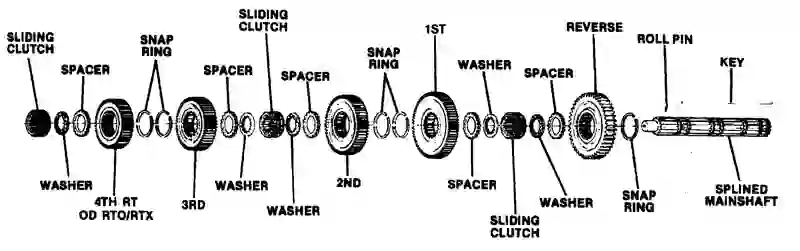 SLIDING
CLUTCH
SPACER
SNAP
RING
SPACER
SLIDING
CLUTCH
SPACER
SNAP
RING
1ST
WASHER
SPACER
REVERSE
ROLL PIN
KEY
WASHER
4TH RT
OD RTO/RTX
3RD
WASHER
WASHER
2ND
SPACER
SLIDING
CLUTCH
WASHER
SNAP
RING
SPLINED
MAINSHAFT